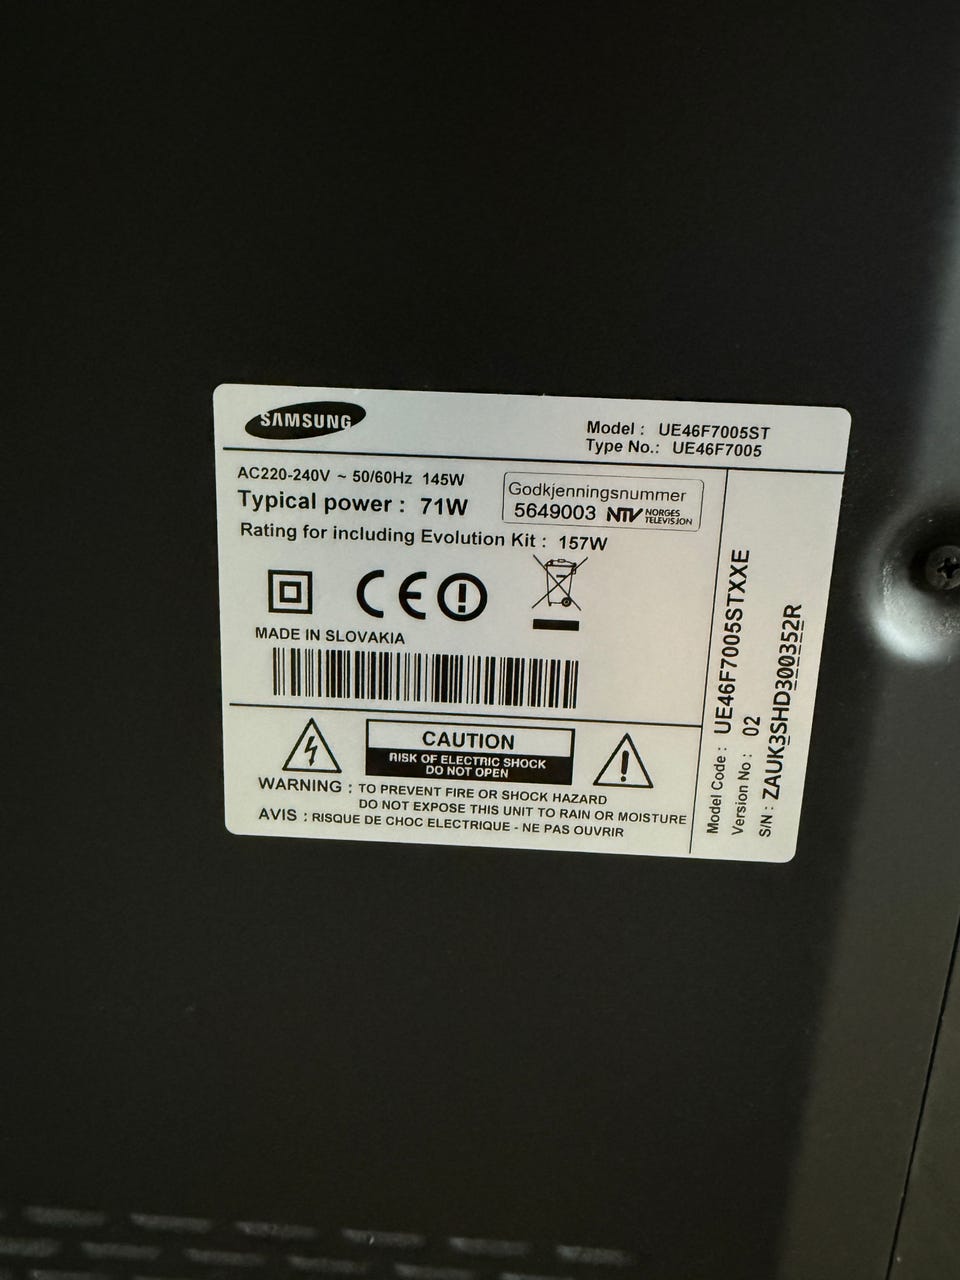 SAMSUNG
Model : UE46F7005ST
Type No.: UE46F7005
AC220-240V ~ 50/60Hz 145W
Typical power : 71W
Godkjenningsnummer
5649003 NTV NORGES TELEVISJON
Rating for including Evolution Kit : 157W
CE
MADE IN SLOVAKIA
CAUTION
RISK OF ELECTRIC SHOCK
DO NOT OPEN
WARNING : TO PREVENT FIRE OR SHOCK HAZARD
DO NOT EXPOSE THIS UNIT TO RAIN OR MOISTURE
AVIS : RISQUE DE CHOC ELECTRIQUE - NE PAS OUVRIR
Model Code : UE46F7005STXXE
Version No : 02
S/N : ZAUK3SHD300352R